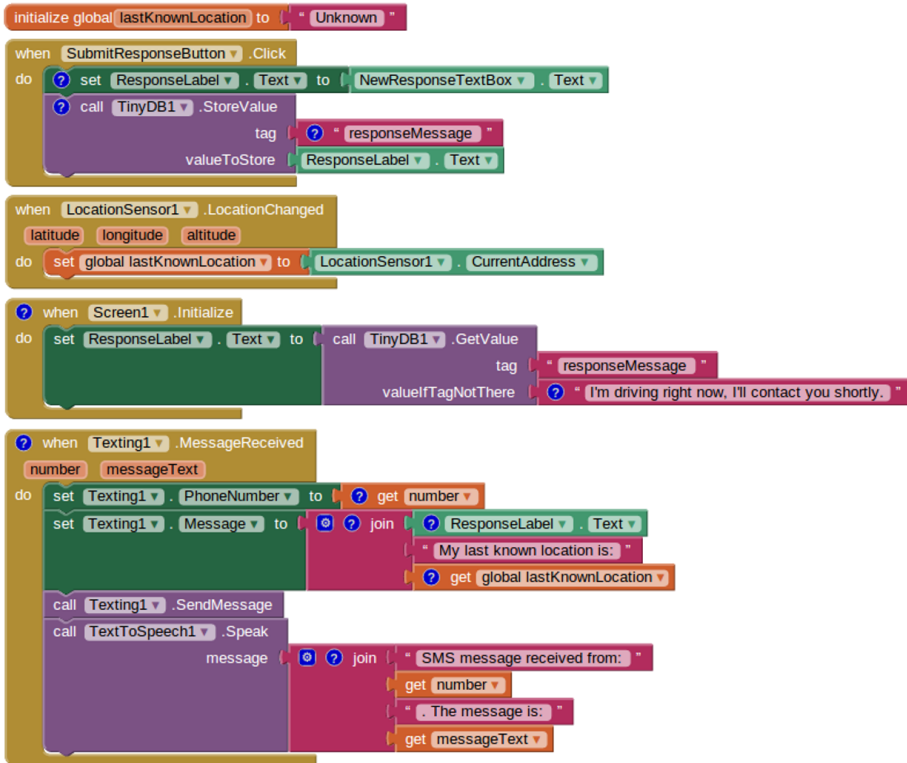 initialize global lastKnownLocation to " Unknown "
when SubmitResponseButton .Click
do ? set ResponseLabel . Text to NewResponseTextBox . Text
? call TinyDB1 .StoreValue
tag ? " responseMessage "
valueToStore ResponseLabel . Text
when LocationSensor1 .LocationChanged
latitude longitude altitude
do set global lastKnownLocation to LocationSensor1 . CurrentAddress
? when Screen1 .Initialize
do set ResponseLabel . Text to call TinyDB1 .GetValue
tag " responseMessage "
valueIfTagNotThere ? " I'm driving right now, I'll contact you shortly. "
? when Texting1 .MessageReceived
number messageText
do set Texting1 . PhoneNumber to ? get number
set Texting1 . Message to ? join ? ResponseLabel . Text
" My last known location is: "
? get global lastKnownLocation
call Texting1 .SendMessage
call TextToSpeech1 .Speak
message ? join " SMS message received from: "
get number
" . The message is: "
get messageText